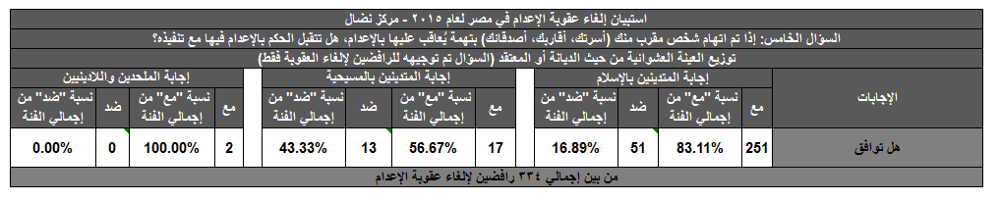 استبيان إلغاء عقوبة الإعدام في مصر لعام ٢٠١٥ - مركز نضال
السؤال الخامس: إذا تم اتهام شخص مقرب منك (أسرتك، أقاربك، أصدقائك) بتهمة يُعاقب عليها بالإعدام، هل تتقبل الحكم بالإعدام فيها مع تنفيذه؟
توزيع العينة العشوائية من حيث الديانة أو المعتقد (السؤال تم توجيهه للرافضين لإلغاء العقوبة فقط)
الإجابات إجابة المتدينين بالإسلام إجابة المتدينين بالمسيحية إجابة الملحدين واللادينيين
مع نسبة "مع" من ضد نسبة "ضد" من مع نسبة "مع" من ضد نسبة "ضد" من مع نسبة "مع" من ضد نسبة "ضد" من
إجمالي الفئة إجمالي الفئة إجمالي الفئة إجمالي الفئة إجمالي الفئة إجمالي الفئة
هل توافق 251 83.11% 51 16.89% 17 56.67% 13 43.33% 2 100.00% 0 0.00%
من بين إجمالي ٣٣٤ رافضين لإلغاء عقوبة الإعدام